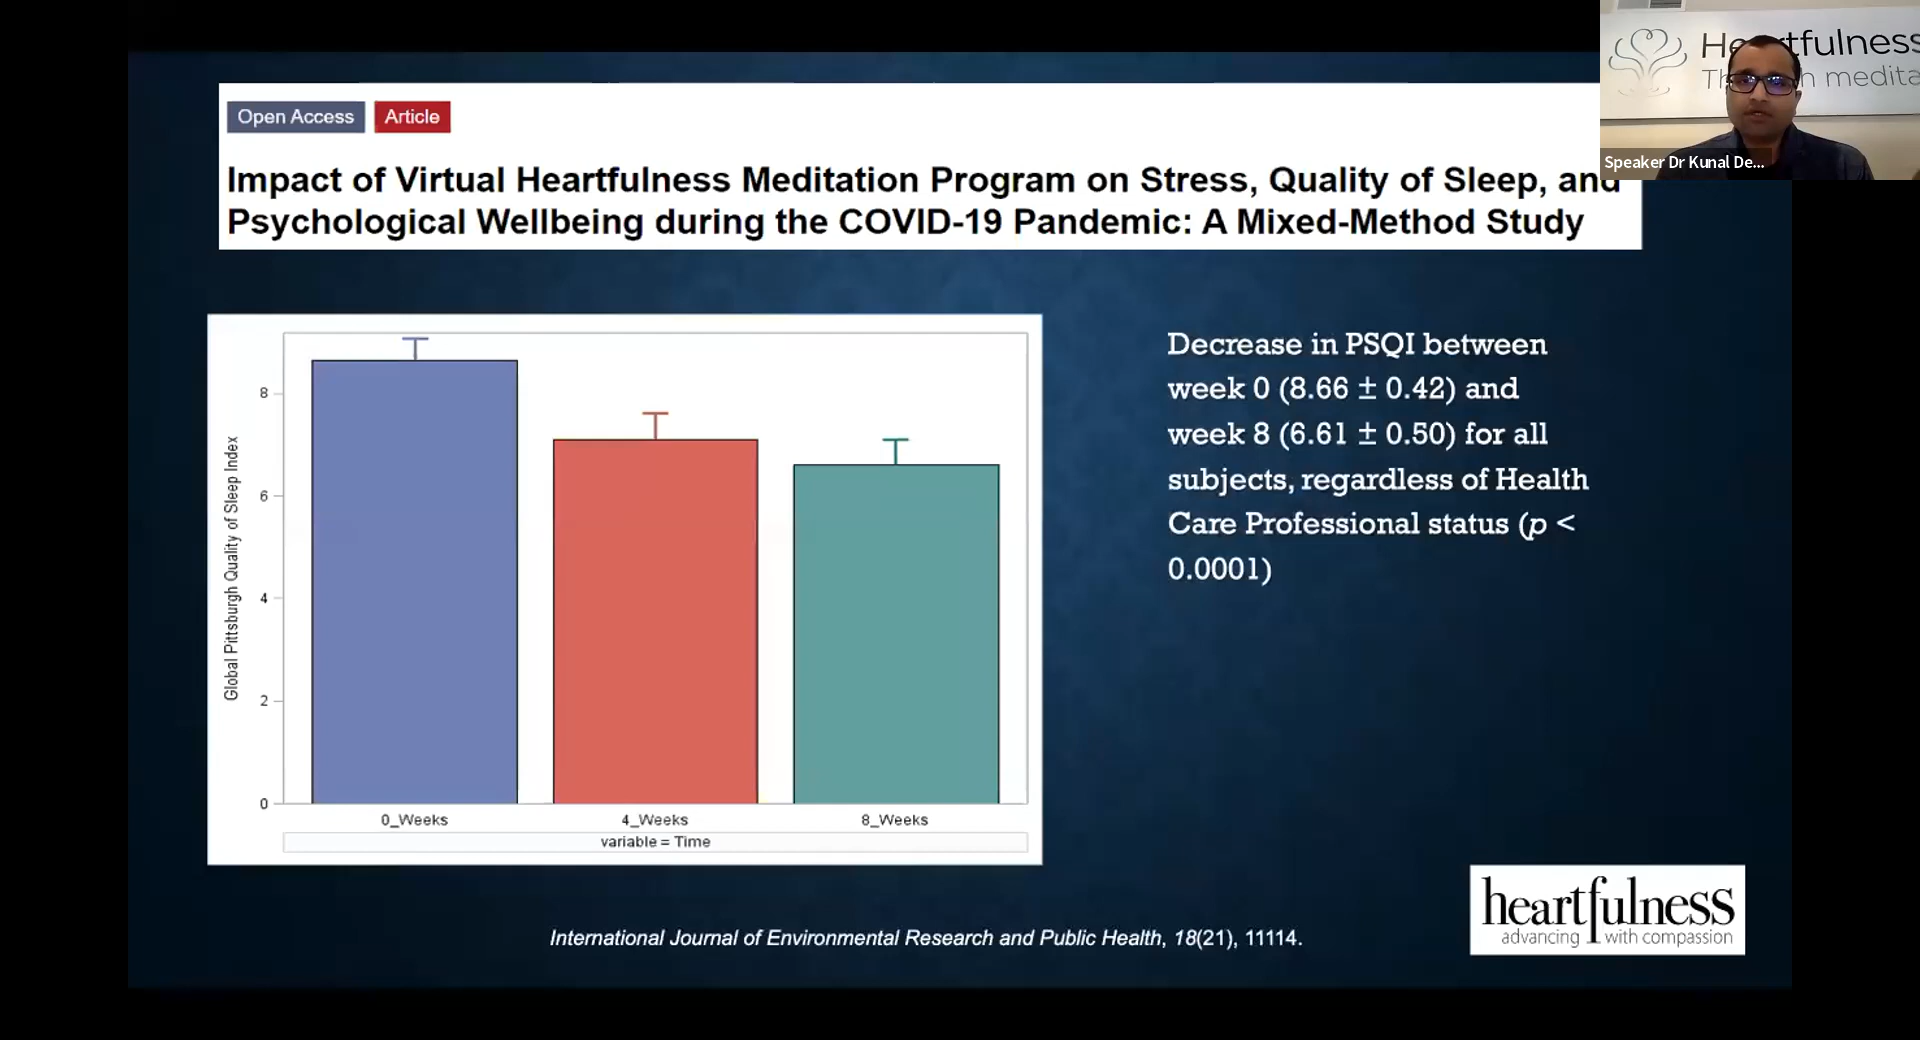 Open Access Article
Impact of Virtual Heartfulness Meditation Program on Stress, Quality of Sleep, and
Psychological Wellbeing during the COVID-19 Pandemic: A Mixed-Method Study
Heartfulness
medita
Speaker Dr Kunal De...
Global Pittsburgh Quality of Sleep Index
8
6
4
2
0
0_Weeks 4_Weeks 8_Weeks
variable = Time
Decrease in PSQI between
week 0 (8.66 ± 0.42) and
week 8 (6.61 ± 0.50) for all
subjects, regardless of Health
Care Professional status (p <
0.0001)
International Journal of Environmental Research and Public Health, 18(21), 11114.
heartfulness
advancing with compassion